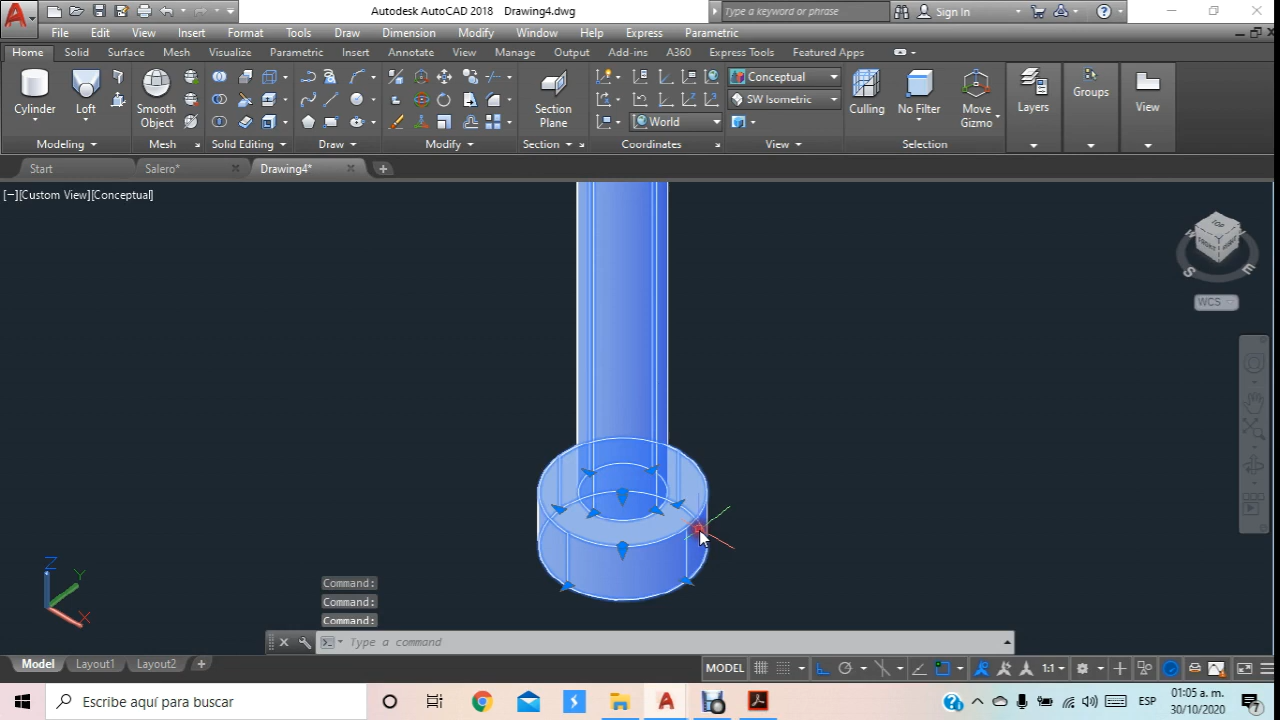 Autodesk AutoCAD 2018 Drawing4.dwg
Type a keyword or phrase
Sign In
File Edit View Insert Format Tools Draw Dimension Modify Window Help Express Parametric
Home Solid Surface Mesh Visualize Parametric Insert Annotate View Manage Output Add-ins A360 Express Tools Featured Apps
Cylinder
Loft
Smooth
Object
Section
Plane
Conceptual
SW Isometric
World
Culling
No Filter
Move
Gizmo
Layers
Groups
View
Modeling
Mesh
Solid Editing
Draw
Modify
Section
Coordinates
View
Selection
Start
Salero*
Drawing4*
[−][Custom View][Conceptual]
TOP
W
S
E
WCS
Z
Y
X
Command:
Command:
Command:
Type a command
Model Layout1 Layout2
MODEL
1:1
Escribe aquí para buscar
ESP
01:05 a. m.
30/10/2020
7